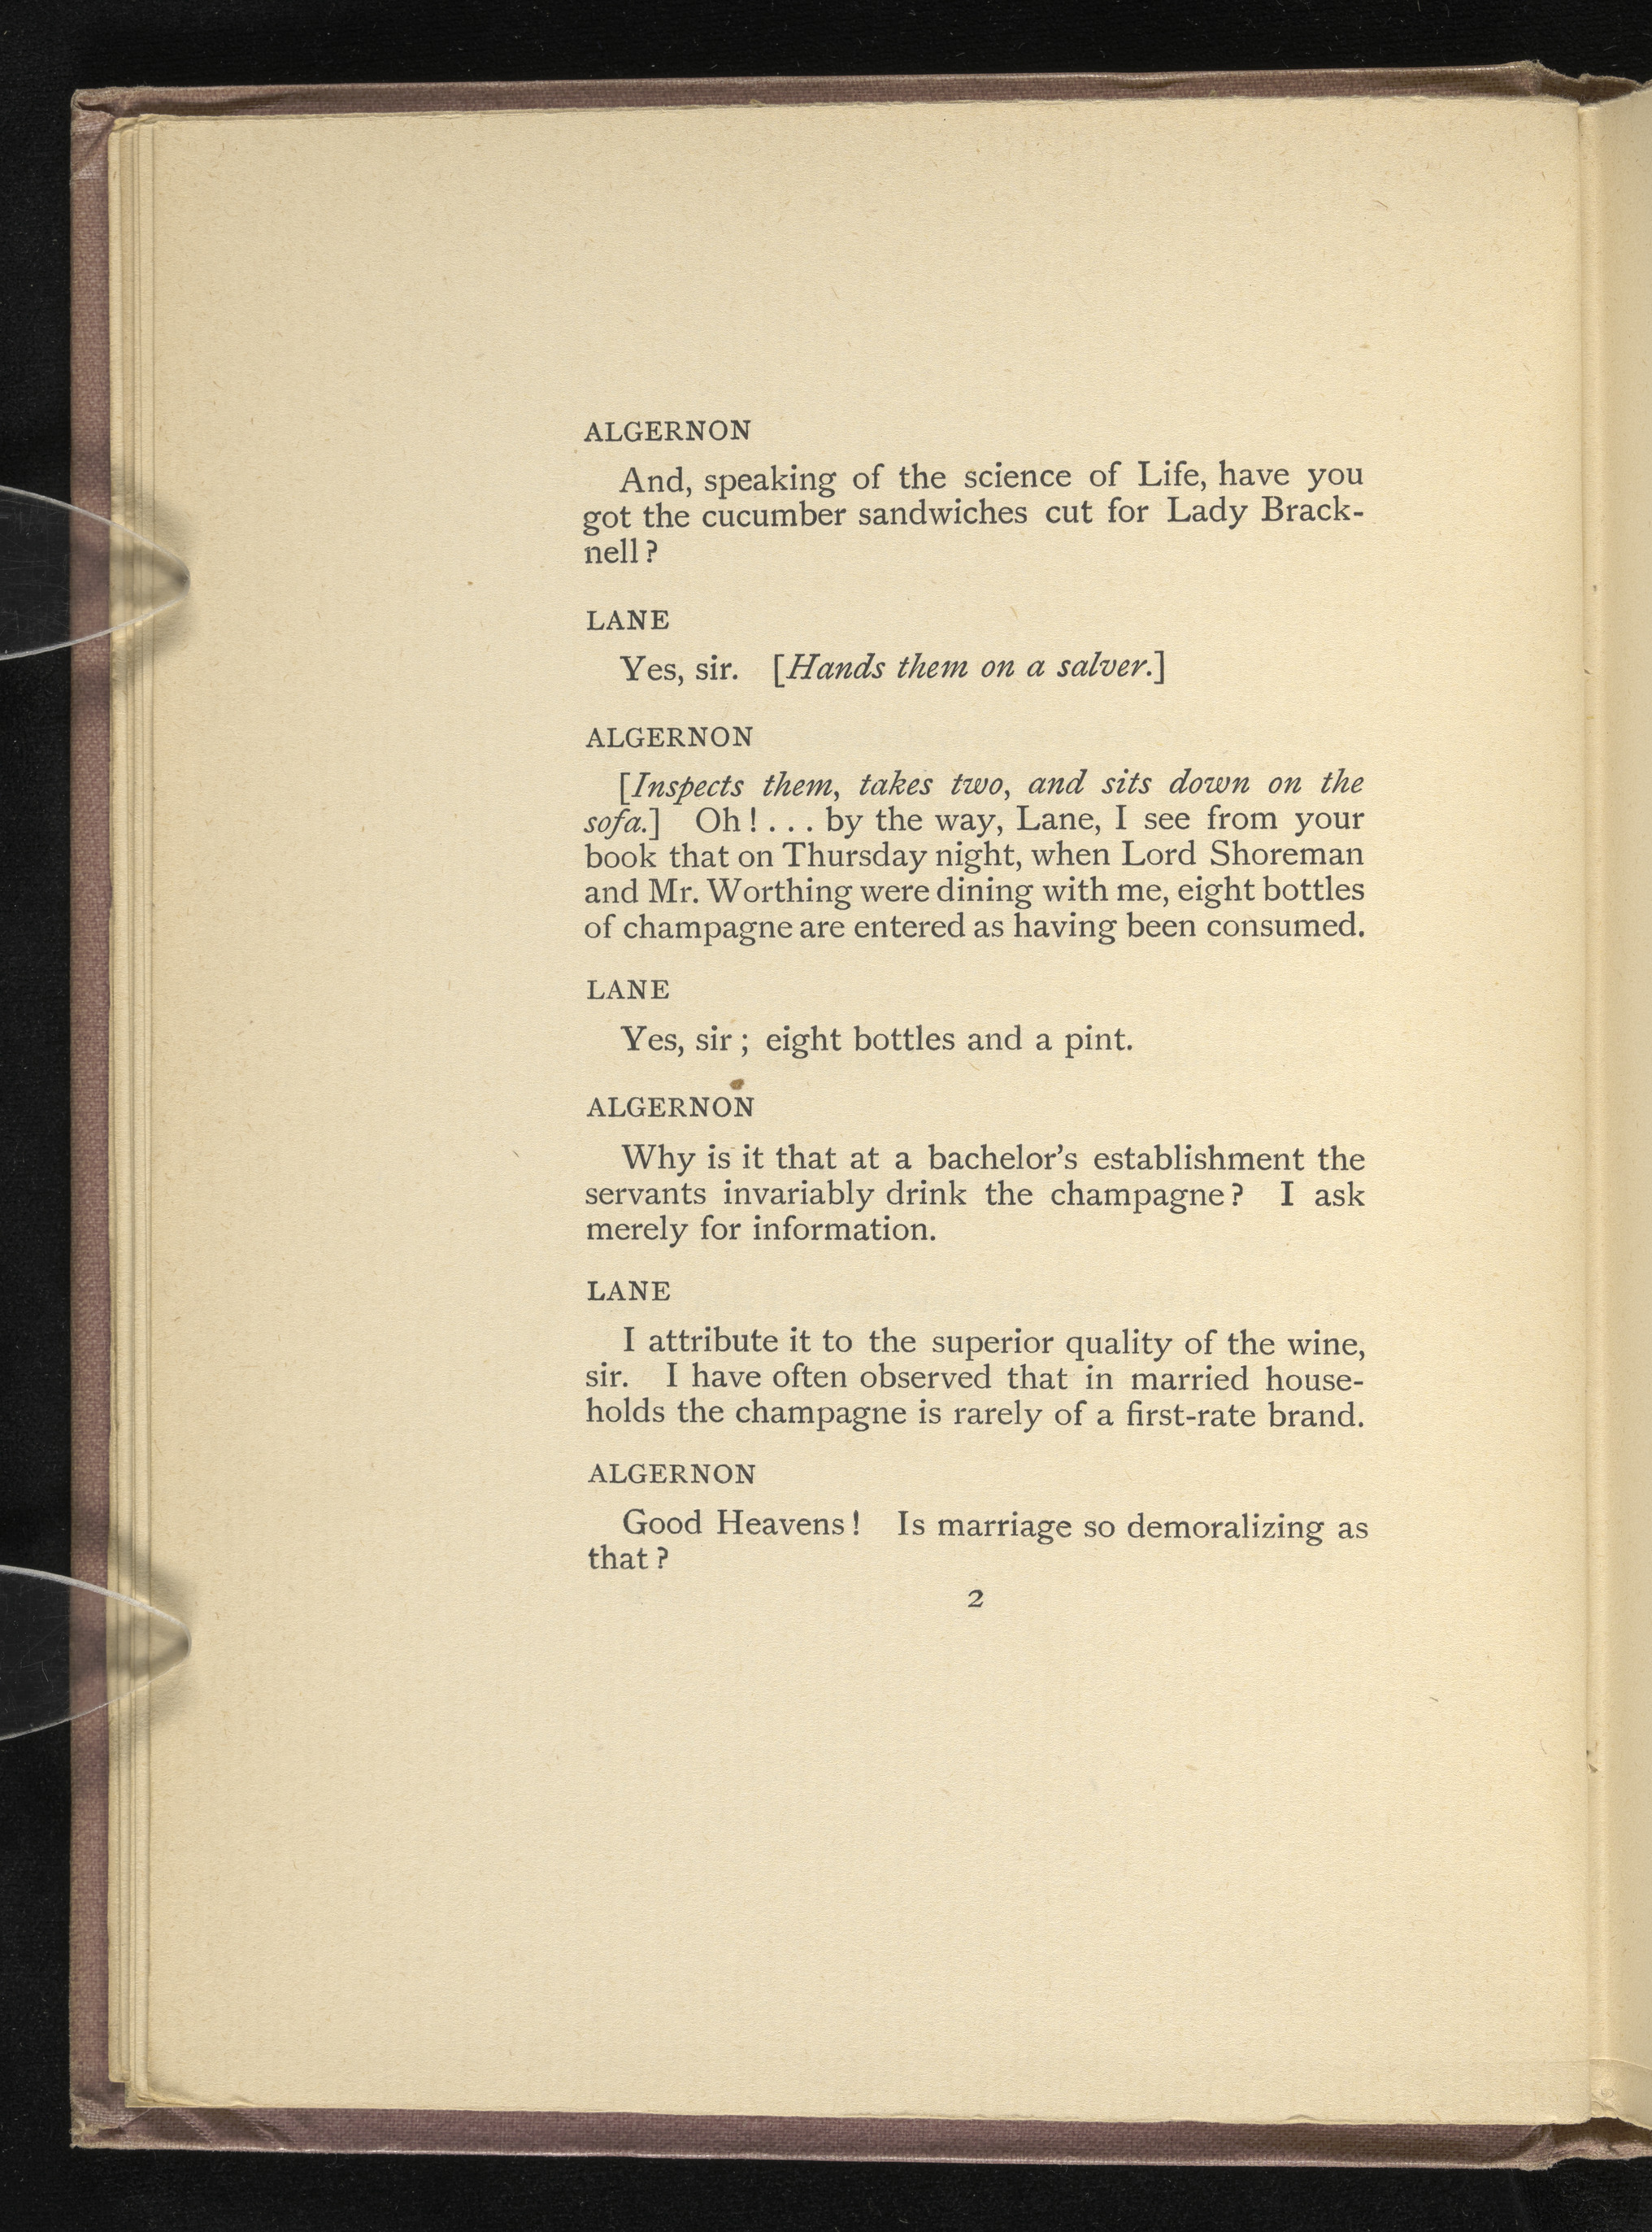 ALGERNON
And, speaking of the science of Life, have you
got the cucumber sandwiches cut for Lady Brack-
nell?
LANE
Yes, sir. [Hands them on a salver.]
ALGERNON
[Inspects them, takes two, and sits down on the
sofa.] Oh! . . . by the way, Lane, I see from your
book that on Thursday night, when Lord Shoreman
and Mr. Worthing were dining with me, eight bottles
of champagne are entered as having been consumed.
LANE
Yes, sir; eight bottles and a pint.
ALGERNON
Why is it that at a bachelor's establishment the
servants invariably drink the champagne? I ask
merely for information.
LANE
I attribute it to the superior quality of the wine,
sir. I have often observed that in married house-
holds the champagne is rarely of a first-rate brand.
ALGERNON
Good Heavens! Is marriage so demoralizing as
that?
2